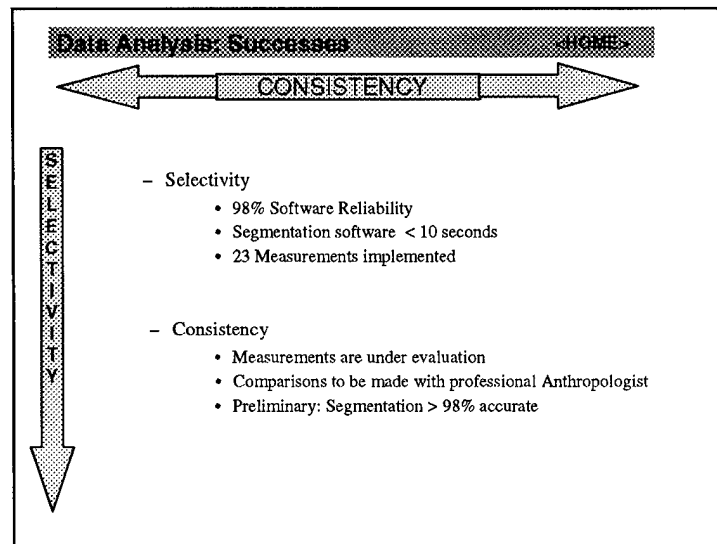 Data Analysis: Successes <HOME>
CONSISTENCY
SELECTIVITY
– Selectivity
• 98% Software Reliability
• Segmentation software < 10 seconds
• 23 Measurements implemented
– Consistency
• Measurements are under evaluation
• Comparisons to be made with professional Anthropologist
• Preliminary: Segmentation > 98% accurate